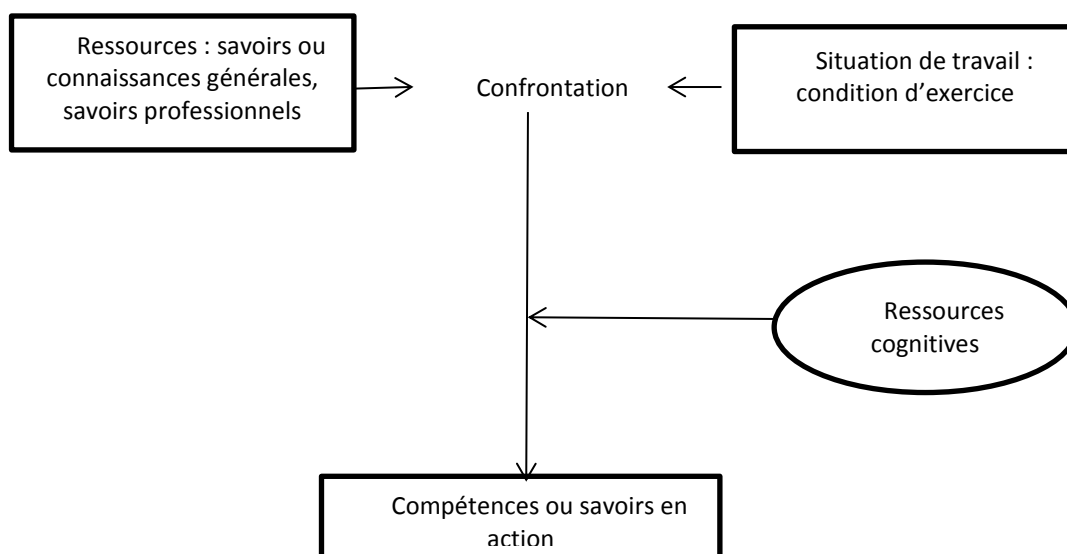 Ressources : savoirs ou
connaissances générales,
savoirs professionnels
Confrontation
Situation de travail :
condition d’exercice
Ressources
cognitives
Compétences ou savoirs en
action